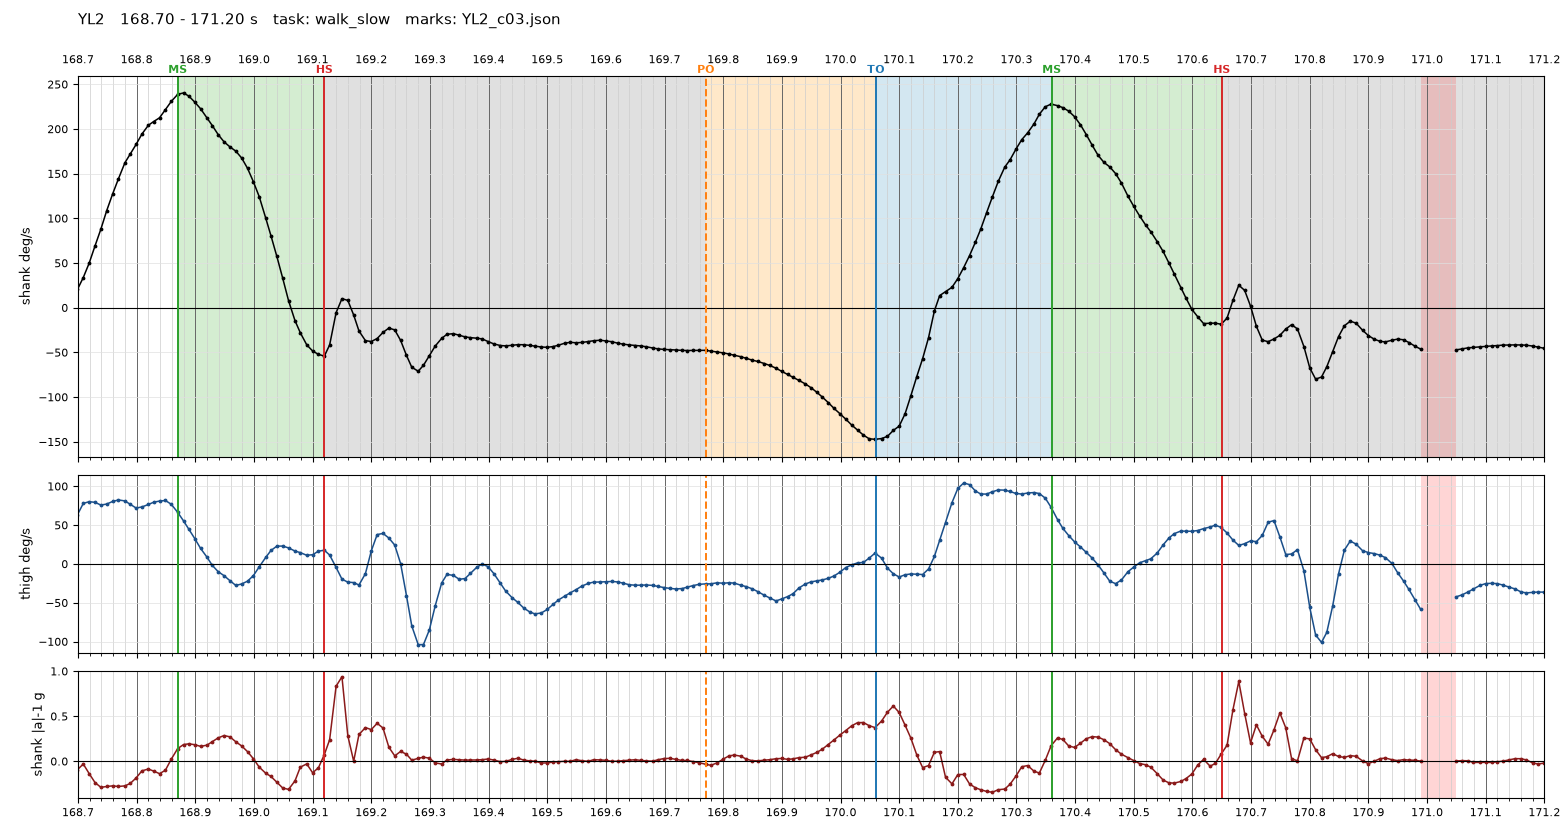 YL2   168.70 - 171.20 s   task: walk_slow   marks: YL2_c03.json
168.7 168.8 168.9 169.0 169.1 169.2 169.3 169.4 169.5 169.6 169.7 169.8 169.9 170.0 170.1 170.2 170.3 170.4 170.5 170.6 170.7 170.8 170.9 171.0 171.1 171.2
MS HS PO TO MS HS
250
200
150
100
50
0
−50
−100
−150
shank deg/s
100
50
0
−50
−100
thigh deg/s
1.0
0.5
0.0
shank |a|-1 g
168.7 168.8 168.9 169.0 169.1 169.2 169.3 169.4 169.5 169.6 169.7 169.8 169.9 170.0 170.1 170.2 170.3 170.4 170.5 170.6 170.7 170.8 170.9 171.0 171.1 171.2